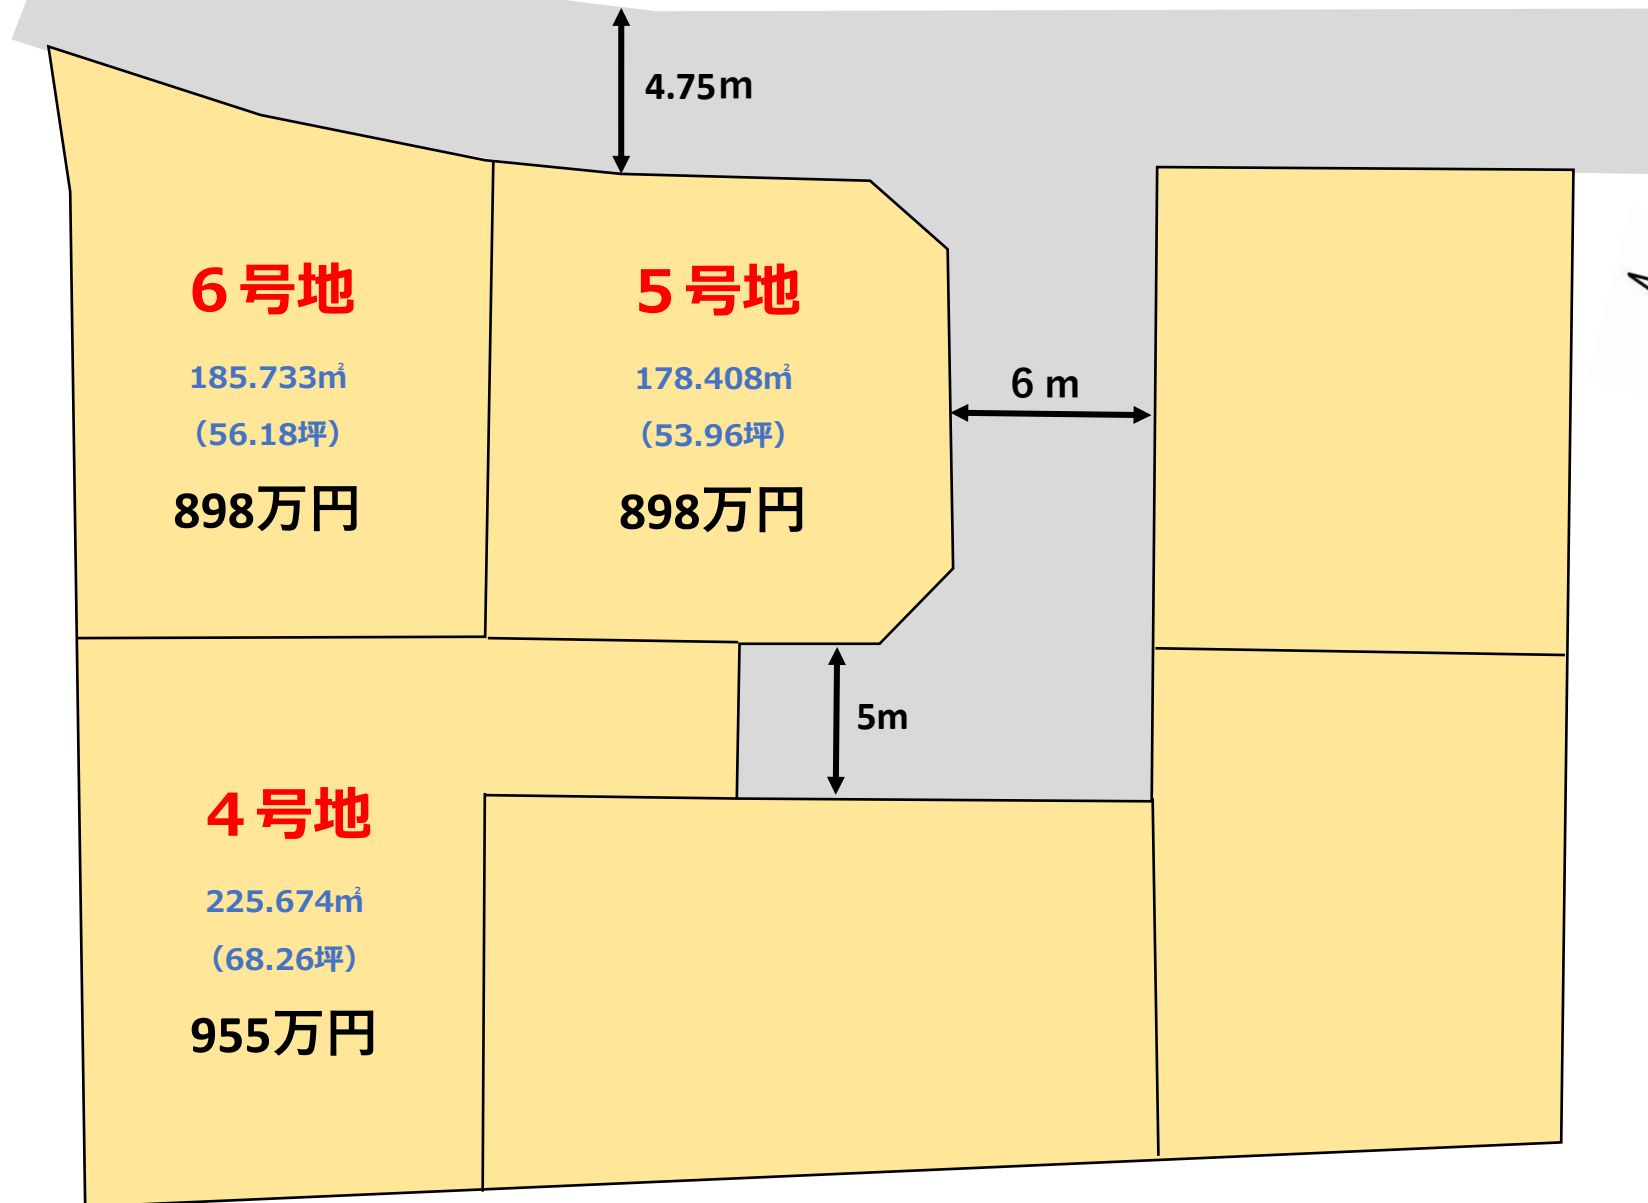 4.75m
６号地
185.733㎡
（56.18坪）
898万円
５号地
178.408㎡
（53.96坪）
898万円
6 m
5m
４号地
225.674㎡
（68.26坪）
955万円